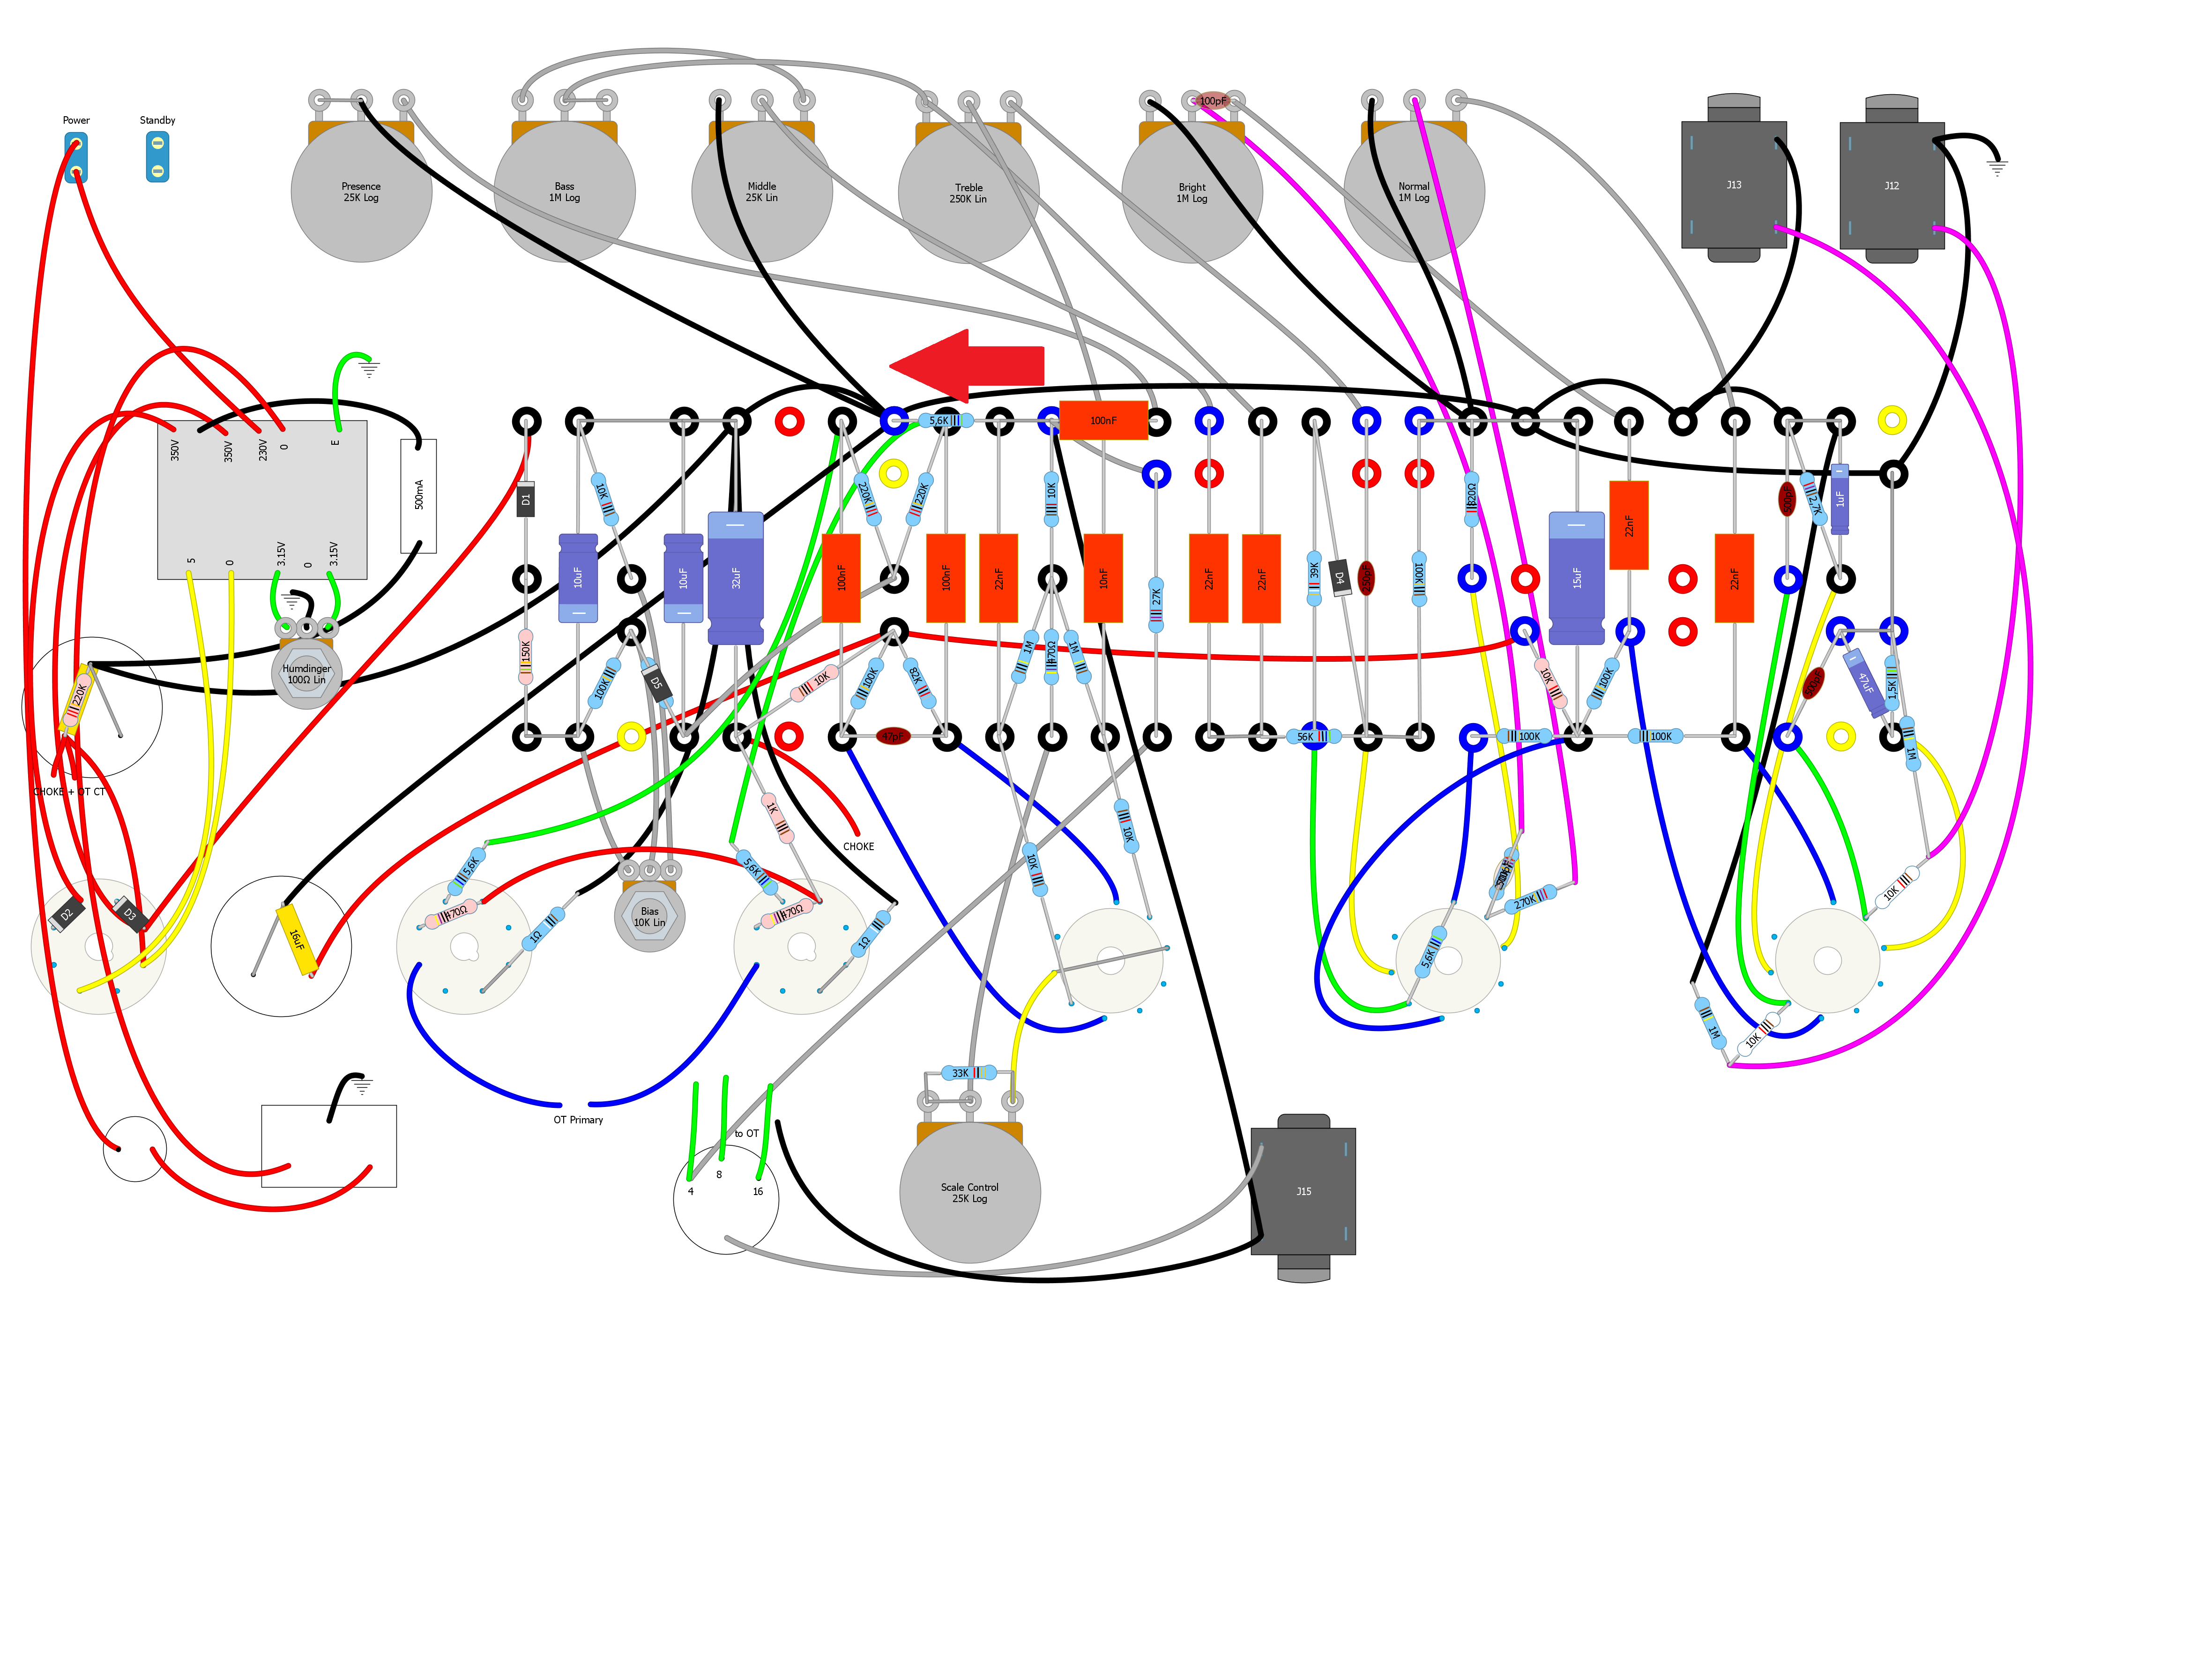 Power
Standby
Presence
25K Log
Bass
1M Log
Middle
25K Lin
Treble
250K Lin
100pF
Bright
1M Log
Normal
1M Log
J13
J12
350V
350V
230V
0
E
5
0
3.15V
0
3.15V
500mA
Humdinger
100Ω Lin
220K
CHOKE + OT CT
D1
150K
10uF
10K
100K
D5
10uF
32uF
5,6K
220K
220K
100nF
100nF
22nF
10K
100nF
10nF
27K
22nF
22nF
39K
D4
250pF
100K
820Ω
15uF
22nF
22nF
500pF
2,7K
1uF
10K
100K
82K
47pF
1M
470Ω
1M
56K
10K
100K
100K
100K
500pF
47uF
1,5K
1M
1K
CHOKE
10K
10K
D2
D3
16uF
5,6K
470Ω
1Ω
Bias
10K Lin
5,6K
470Ω
1Ω
270K
5,6K
10K
10K
1M
OT Primary
to OT
4
8
16
33K
Scale Control
25K Log
J15